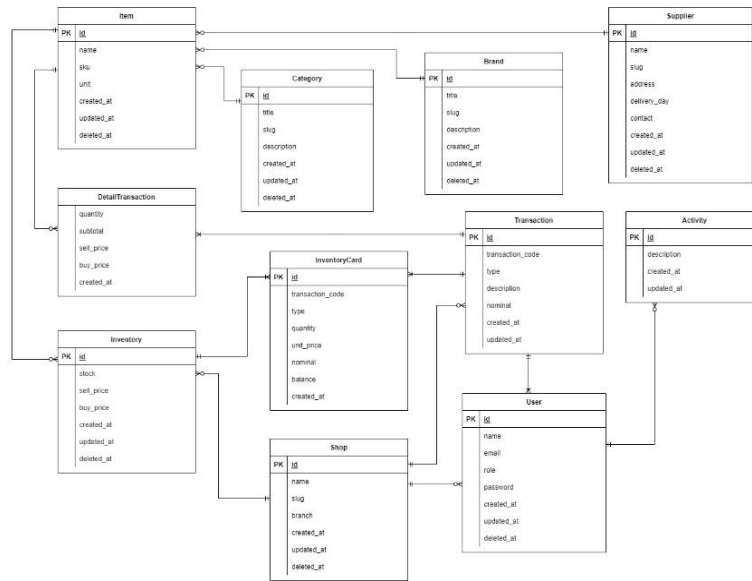 Item
PK id
name
sku
unit
created_at
updated_at
deleted_at
Supplier
PK id
name
slug
address
delivery_day
contact
created_at
updated_at
deleted_at
Category
PK id
title
slug
description
created_at
updated_at
deleted_at
Brand
PK id
title
slug
description
created_at
updated_at
deleted_at
DetailTransaction
quantity
subtotal
sell_price
buy_price
created_at
Transaction
PK id
transaction_code
type
description
nominal
created_at
updated_at
Activity
PK id
description
created_at
updated_at
InventoryCard
PK id
transaction_code
type
quantity
unit_price
nominal
balance
created_at
Inventory
PK id
stock
sell_price
buy_price
created_at
updated_at
deleted_at
User
PK id
name
email
role
password
created_at
updated_at
deleted_at
Shop
PK id
name
slug
branch
created_at
updated_at
deleted_at